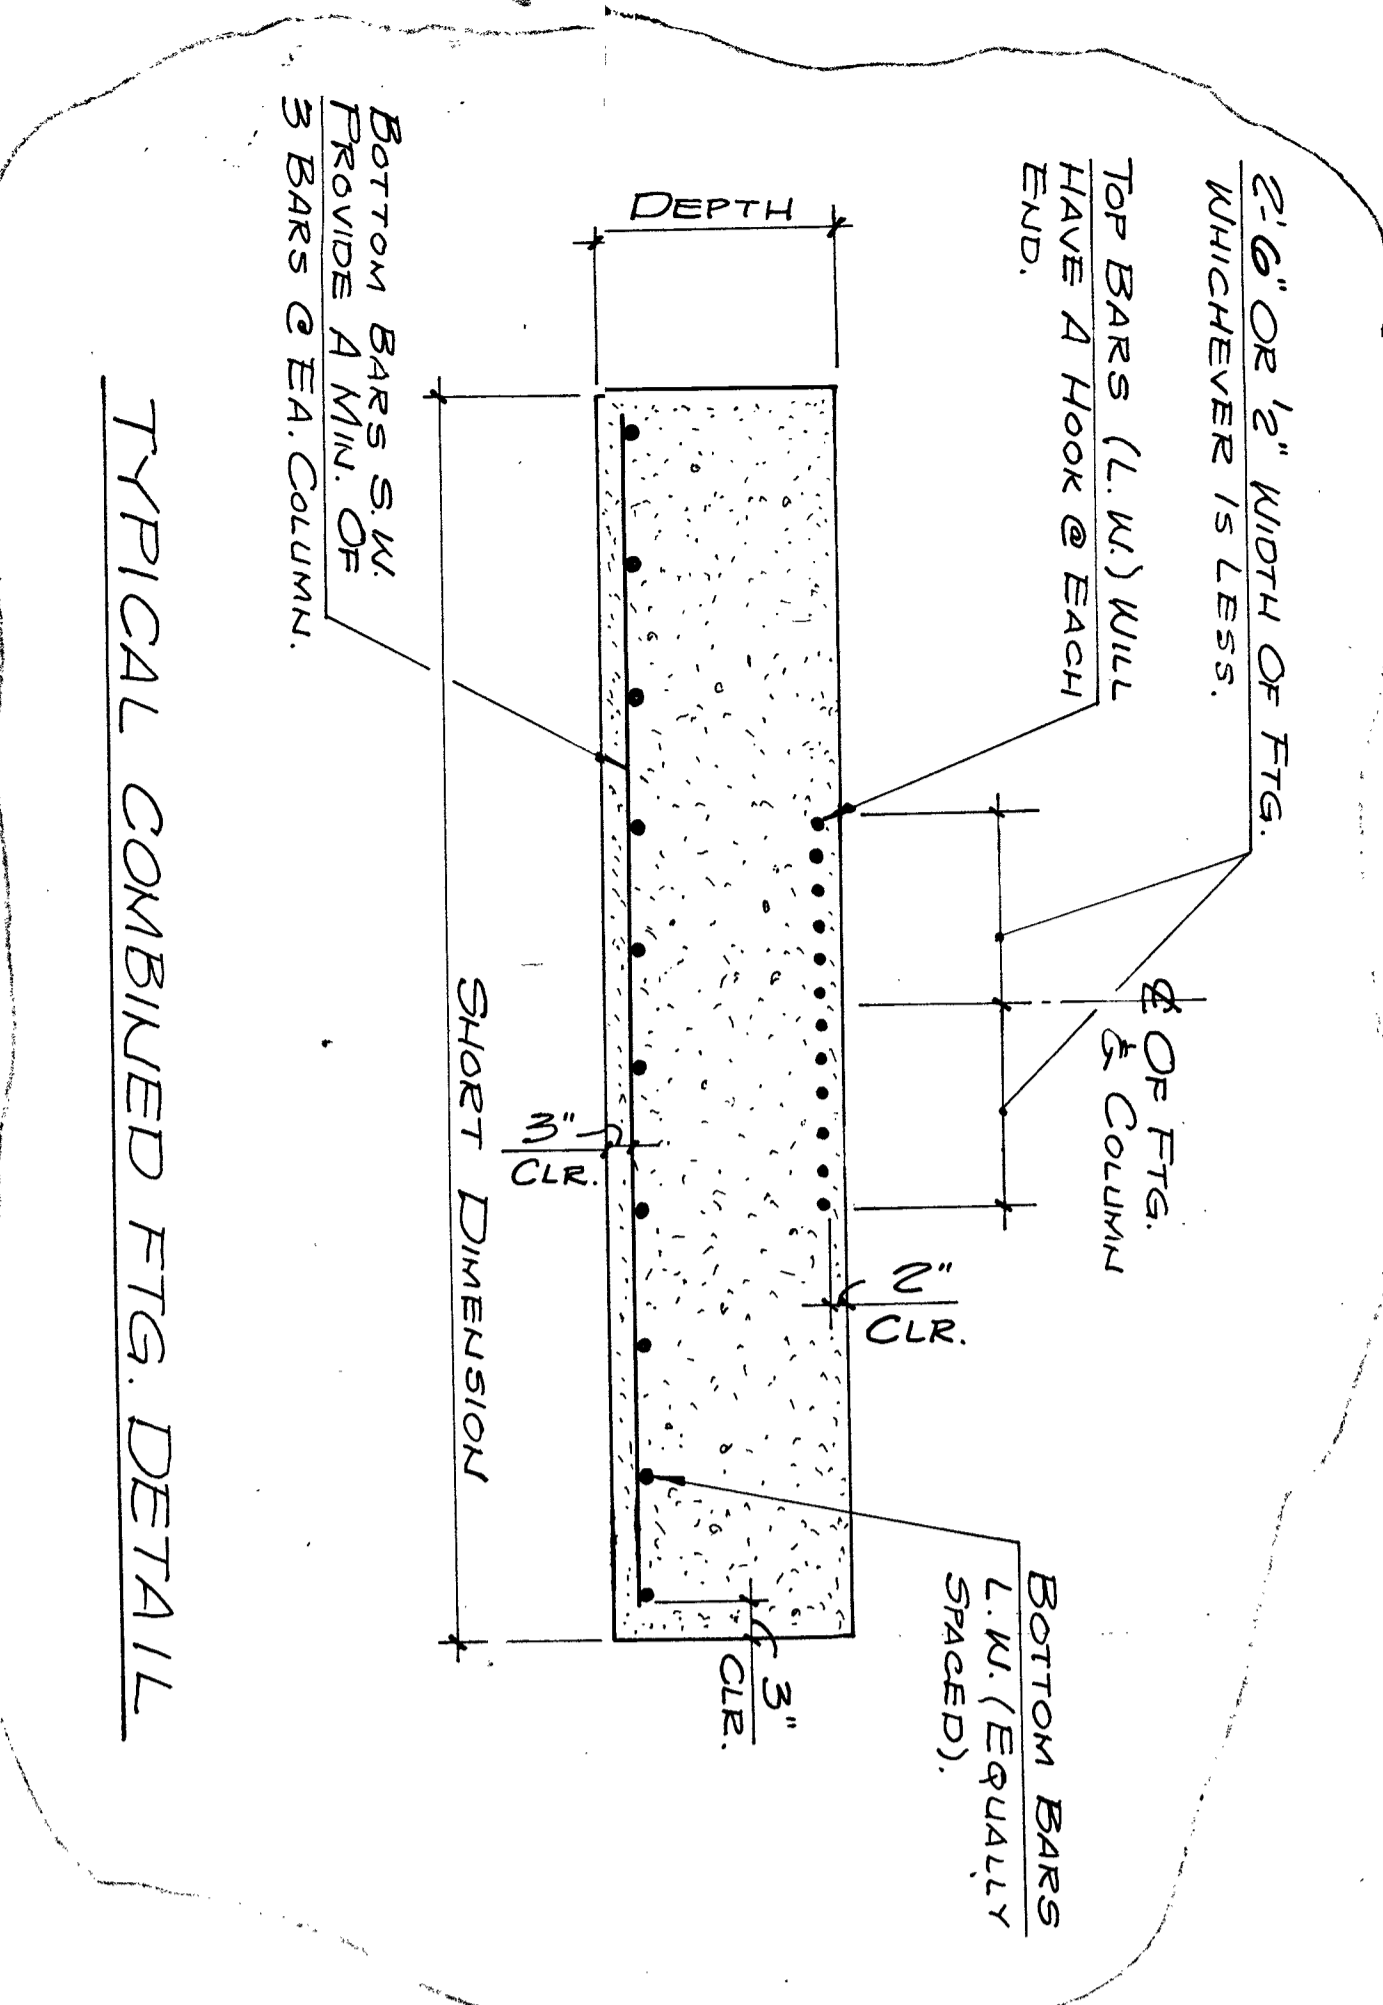 2'-6" OR 1/2" WIDTH OF FTG.
WHICHEVER IS LESS.
TOP BARS (L.W.) WILL
HAVE A HOOK @ EACH
END.
℄ OF FTG.
& COLUMN
BOTTOM BARS
L.W. (EQUALLY
SPACED).
2"
CLR.
DEPTH
3"
CLR.
3"
CLR.
SHORT DIMENSION
BOTTOM BARS S.W.
PROVIDE A MIN. OF
3 BARS @ EA. COLUMN.
TYPICAL COMBINED FTG. DETAIL